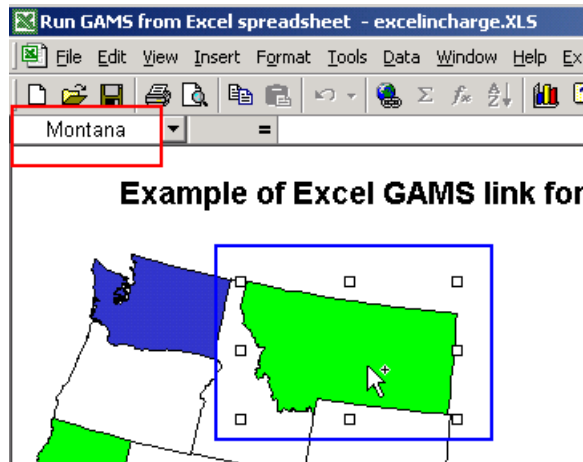 Run GAMS from Excel spreadsheet - excelincharge.XLS
File Edit View Insert Format Tools Data Window Help Ex
Montana =
Example of Excel GAMS link for